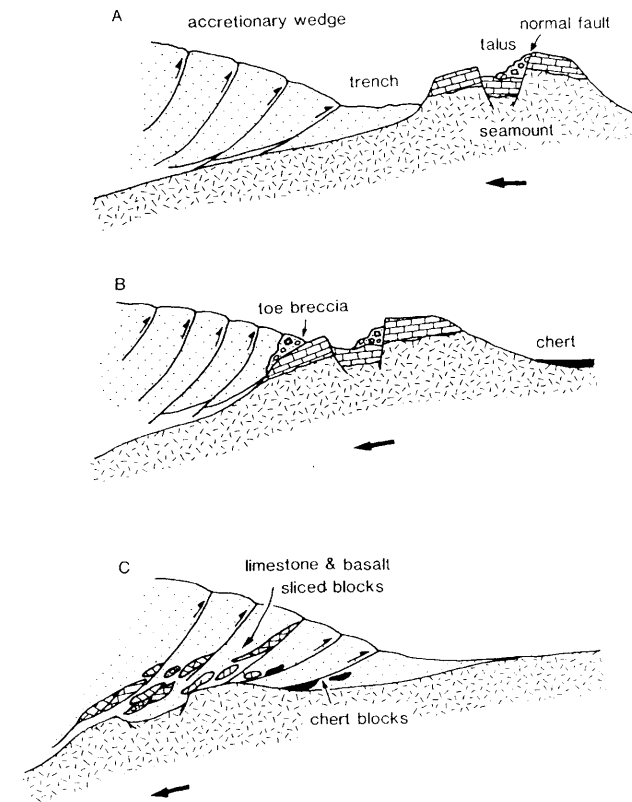 A
accretionary wedge
normal fault
talus
trench
seamount
B
toe breccia
chert
C
limestone & basalt
sliced blocks
chert blocks